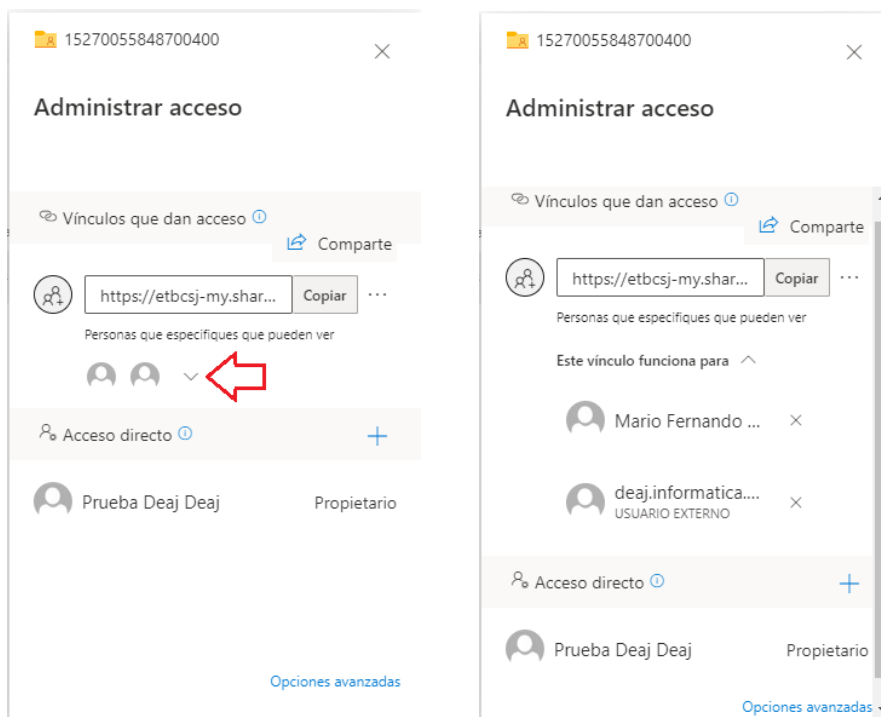 15270055848700400
Administrar acceso
Vínculos que dan acceso
Comparte
https://etbcsj-my.shar... Copiar ...
Personas que especifiques que pueden ver
Acceso directo
Prueba Deaj Deaj Propietario
Opciones avanzadas
15270055848700400
Administrar acceso
Vínculos que dan acceso
Comparte
https://etbcsj-my.shar... Copiar ...
Personas que especifiques que pueden ver
Este vínculo funciona para
Mario Fernando ...
deaj.informatica....
USUARIO EXTERNO
Acceso directo
Prueba Deaj Deaj Propietario
Opciones avanzadas